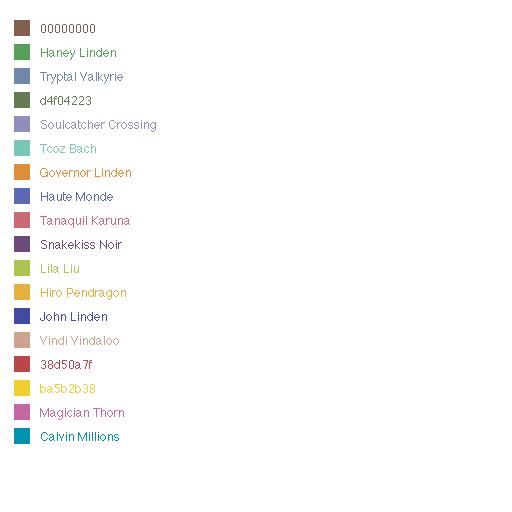 00000000
Haney Linden
Tryptal Valkyrie
d4f04223
Soulcatcher Crossing
Tcoz Bach
Governor Linden
Haute Monde
Tanaquil Karuna
Snakekiss Noir
Lila Liu
Hiro Pendragon
John Linden
Vindi Vindaloo
38d50a7f
ba5b2b38
Magician Thorn
Calvin Millions